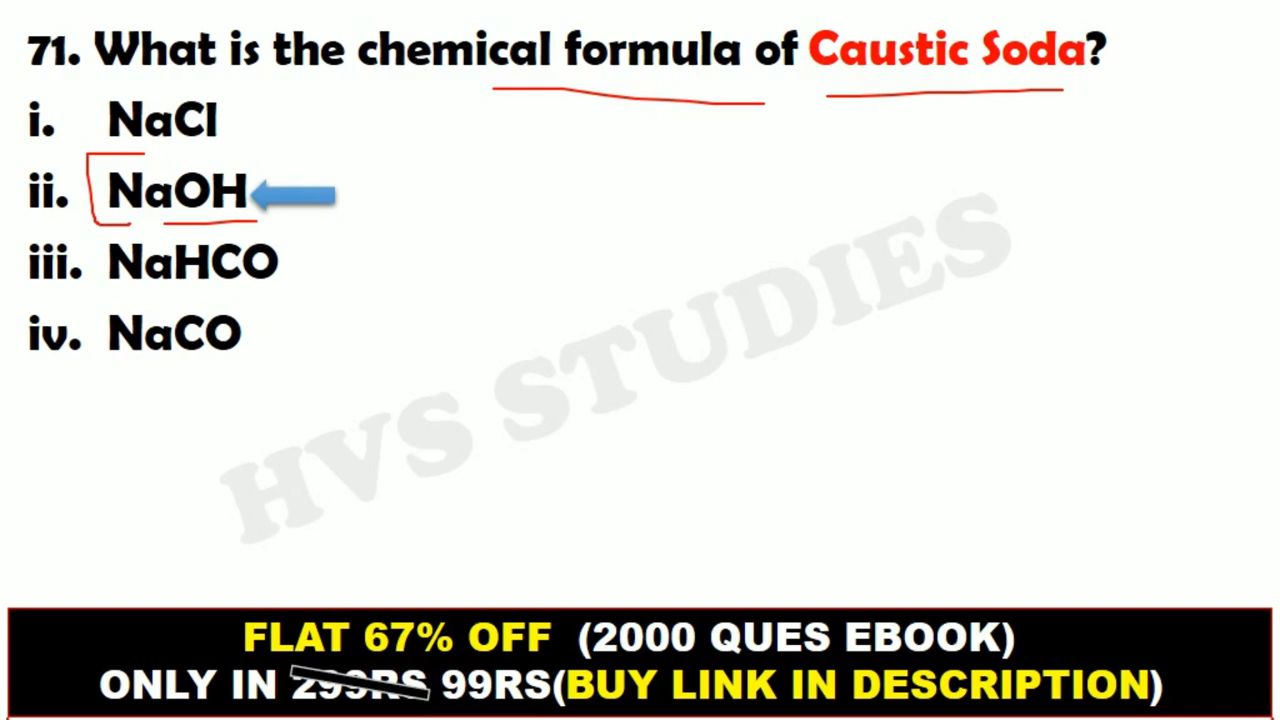 71. What is the chemical formula of Caustic Soda?
i. NaCl
ii. NaOH
iii. NaHCO
iv. NaCO
HVS STUDIES
FLAT 67% OFF (2000 QUES EBOOK)
ONLY IN 299RS 99RS(BUY LINK IN DESCRIPTION)